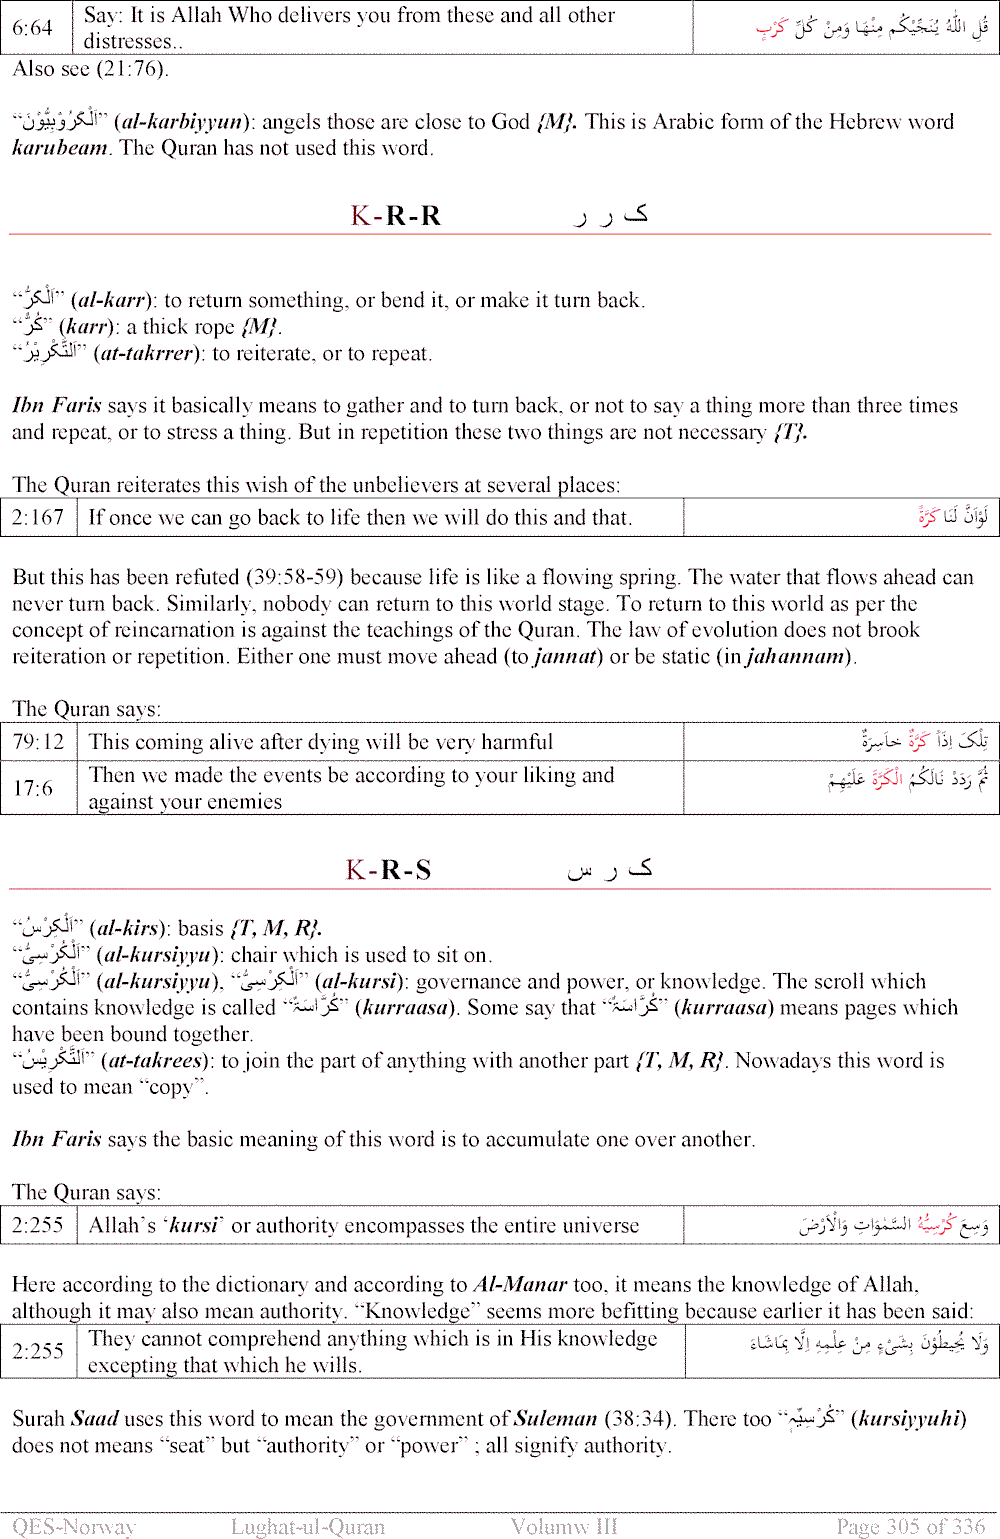 6:64 Say: It is Allah Who delivers you from these and all other distresses.. قُلِ اللّٰهُ يُنَجِّيْكُم مِنْهَا وَمِنْ كُلِّ كَرْبٍ
Also see (21:76).
“اَلْكَرُوْبِيُّوْنَ” (al-karbiyyun): angels those are close to God {M}. This is Arabic form of the Hebrew word
karubeam. The Quran has not used this word.
K-R-R ک ر ر
“اَلْكَرُّ” (al-karr): to return something, or bend it, or make it turn back.
“كُرُّ” (karr): a thick rope {M}.
“اَلتَّكْرِيْرُ” (at-takrrer): to reiterate, or to repeat.
Ibn Faris says it basically means to gather and to turn back, or not to say a thing more than three times
and repeat, or to stress a thing. But in repetition these two things are not necessary {T}.
The Quran reiterates this wish of the unbelievers at several places:
2:167 If once we can go back to life then we will do this and that. لَوْاَنَّ لَنَا كَرَّةً
But this has been refuted (39:58-59) because life is like a flowing spring. The water that flows ahead can
never turn back. Similarly, nobody can return to this world stage. To return to this world as per the
concept of reincarnation is against the teachings of the Quran. The law of evolution does not brook
reiteration or repetition. Either one must move ahead (to jannat) or be static (in jahannam).
The Quran says:
79:12 This coming alive after dying will be very harmful تِلْکَ اِذَاً كَرَّةٌ خاَسِرَةٌ
17:6 Then we made the events be according to your liking and against your enemies ثُمَّ رَدَدْ نَالَكُمُ الْكَرَّةَ عَلَيْهِمْ
K-R-S ک ر س
“اَلْكِرْسُ” (al-kirs): basis {T, M, R}.
“اَلْكُرْسِىُّ” (al-kursiyyu): chair which is used to sit on.
“اَلْكُرْسِىُّ” (al-kursiyyu), “اَلْكِرْسِىُّ” (al-kursi): governance and power, or knowledge. The scroll which
contains knowledge is called “كُرَّاسَۃٌ” (kurraasa). Some say that “كُرَّاسَۃٌ” (kurraasa) means pages which
have been bound together.
“اَلتَّكْرِيْسُ” (at-takrees): to join the part of anything with another part {T, M, R}. Nowadays this word is
used to mean “copy”.
Ibn Faris says the basic meaning of this word is to accumulate one over another.
The Quran says:
2:255 Allah’s ‘kursi’ or authority encompasses the entire universe وَسِعَ كُرْسِيُّهُ السَّمٰوَاتِ وَالْاَرْضَ
Here according to the dictionary and according to Al-Manar too, it means the knowledge of Allah,
although it may also mean authority. “Knowledge” seems more befitting because earlier it has been said:
2:255 They cannot comprehend anything which is in His knowledge excepting that which he wills. وَلَا يُحِيطُوْنَ بِشَىْءٍ مِنْ عِلْمِهِ اِلَّا بِمَاشَاءَ
Surah Saad uses this word to mean the government of Suleman (38:34). There too “كُرْسِيِّہٖ” (kursiyyuhi)
does not means “seat” but “authority” or “power” ; all signify authority.
QES-Norway Lughat-ul-Quran Volumw III Page 305 of 336